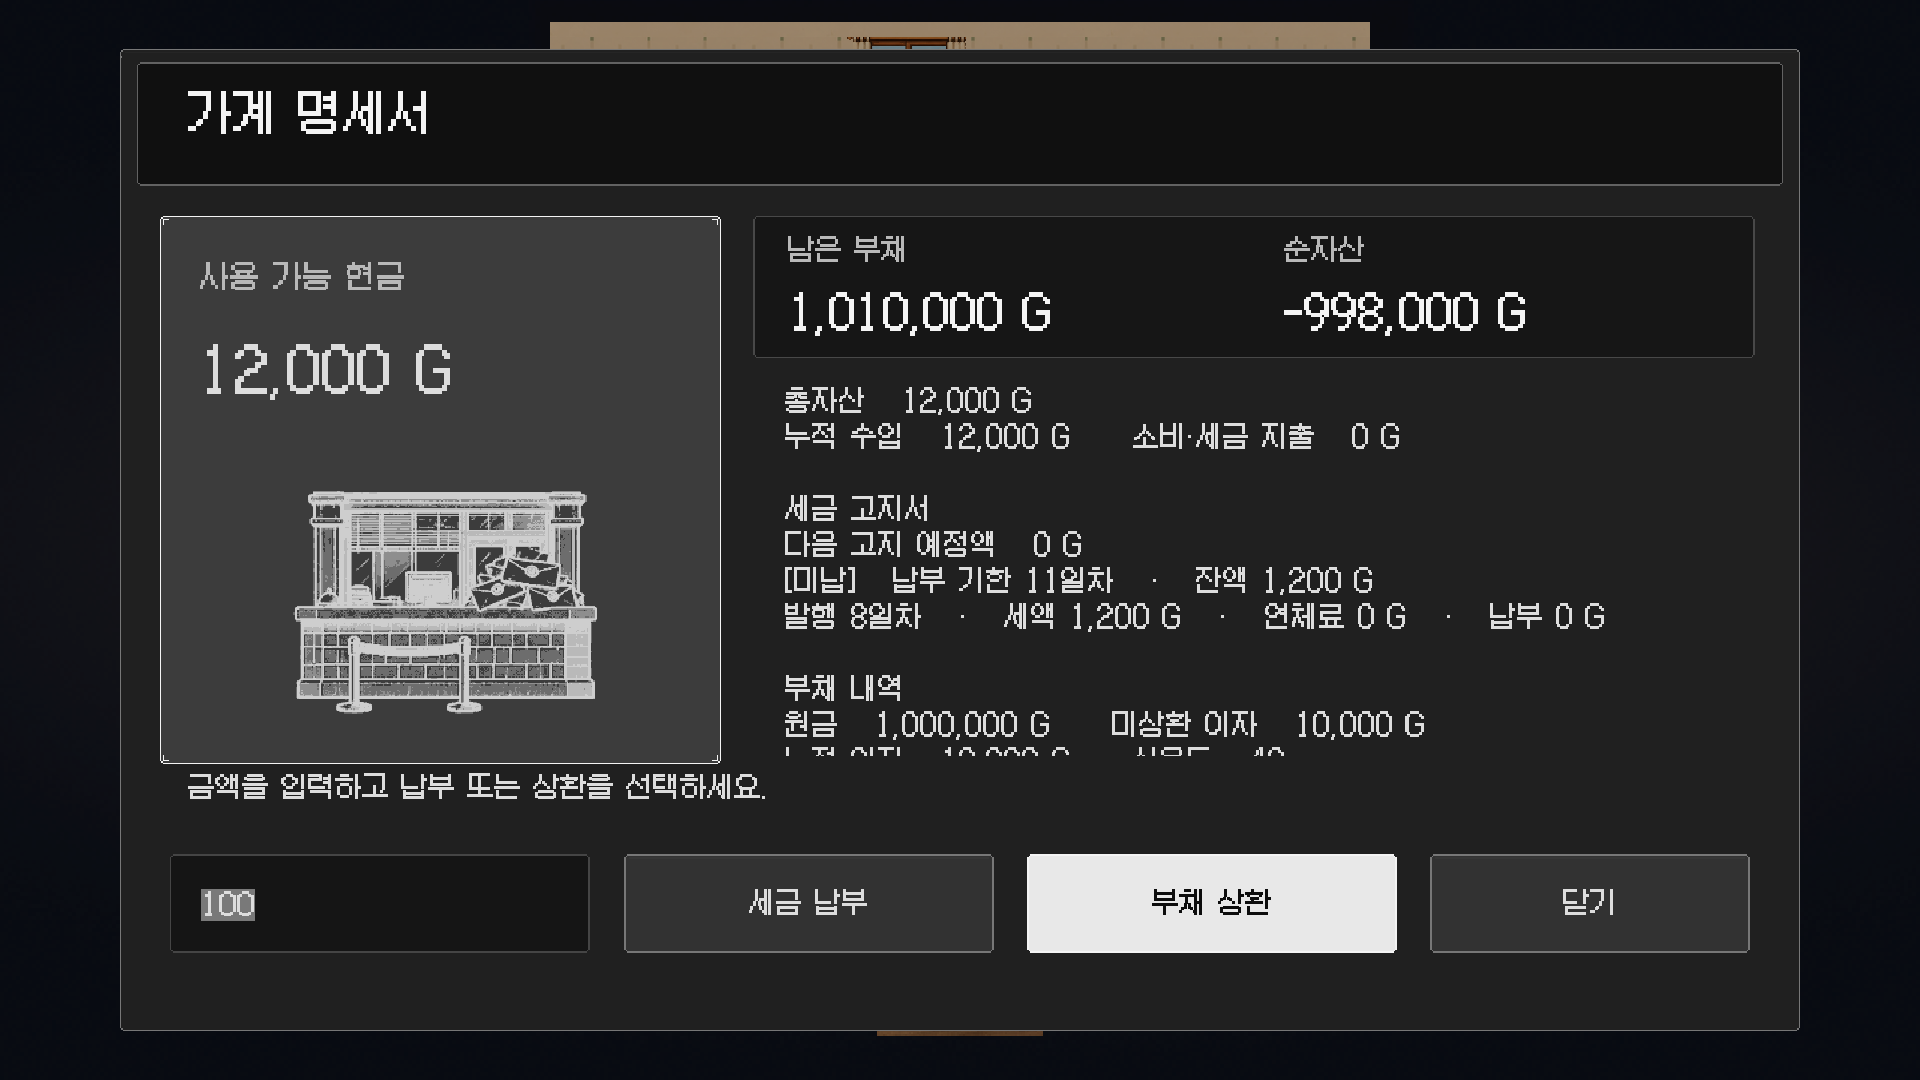 가계 명세서
사용 가능 현금
12,000 G
남은 부채 순자산
1,010,000 G -998,000 G
총자산 12,000 G
누적 수입 12,000 G 소비·세금 지출 0 G
세금 고지서
다음 고지 예정액 0 G
[미납] 납부 기한 11일차 · 잔액 1,200 G
발행 8일차 · 세액 1,200 G · 연체료 0 G · 납부 0 G
부채 내역
원금 1,000,000 G 미상환 이자 10,000 G
금액을 입력하고 납부 또는 상환을 선택하세요.
100 세금 납부 부채 상환 닫기